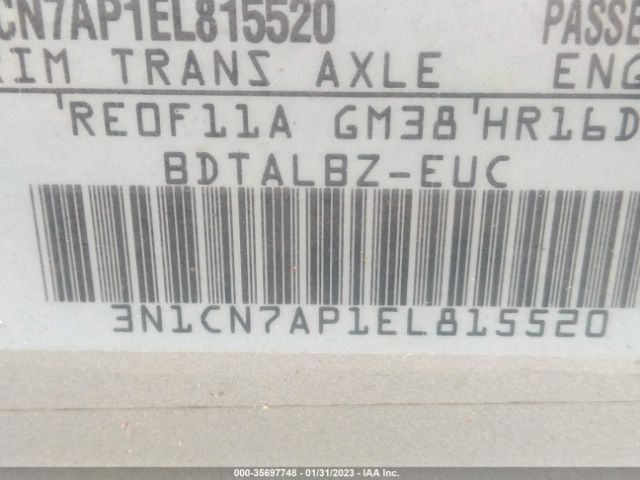 CN7AP1EL815520 PASSE
RIM TRANS AXLE ENG
RE0F11A GM38 HR16D
BDTALBZ-EUC
3N1CN7AP1EL815520
000-35697748 - 01/31/2023 - IAA Inc.